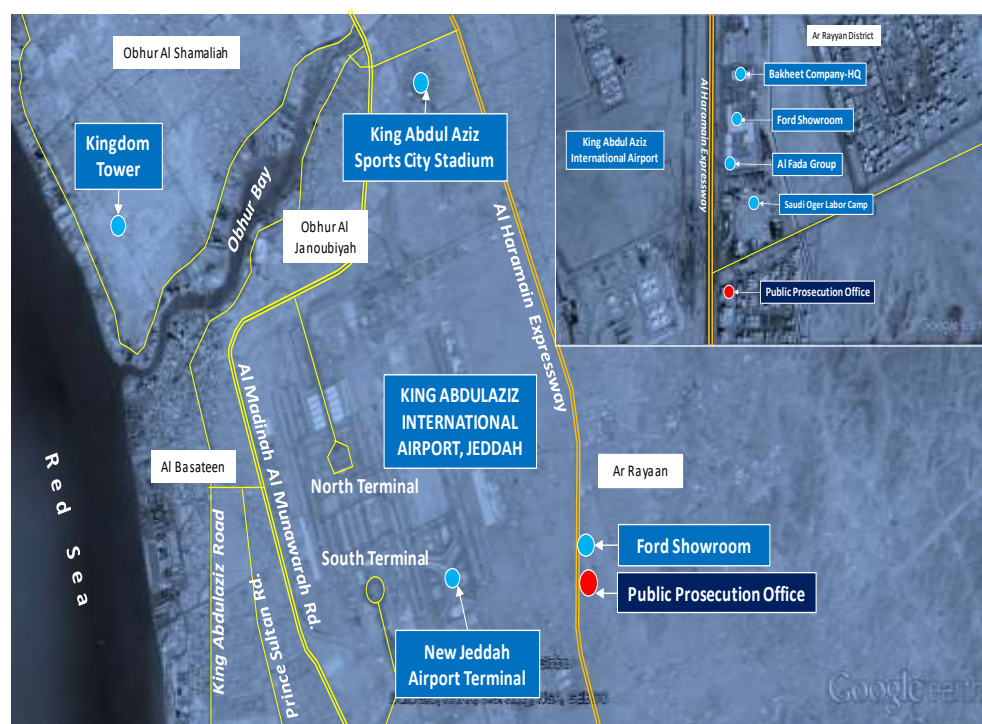 Obhur Al Shamaliah
Kingdom
Tower
King Abdul Aziz
Sports City Stadium
Obhur Bay
Obhur Al
Janoubiyah
Al Haramain Expressway
Ar Rayyan District
Bakheet Company-HQ
Ford Showroom
Al Fada Group
Saudi Oger Labor Camp
King Abdul Aziz
International Airport
Al Haramain Expressway
Public Prosecution Office
Google earth
KING ABDULAZIZ
INTERNATIONAL
AIRPORT, JEDDAH
Al Madinah Al Munawarah Rd.
Al Basateen
North Terminal
Ar Rayaan
Red Sea
King Abdulaziz Road
Prince Sultan Rd.
South Terminal
Ford Showroom
Public Prosecution Office
New Jeddah
Airport Terminal
Google earth